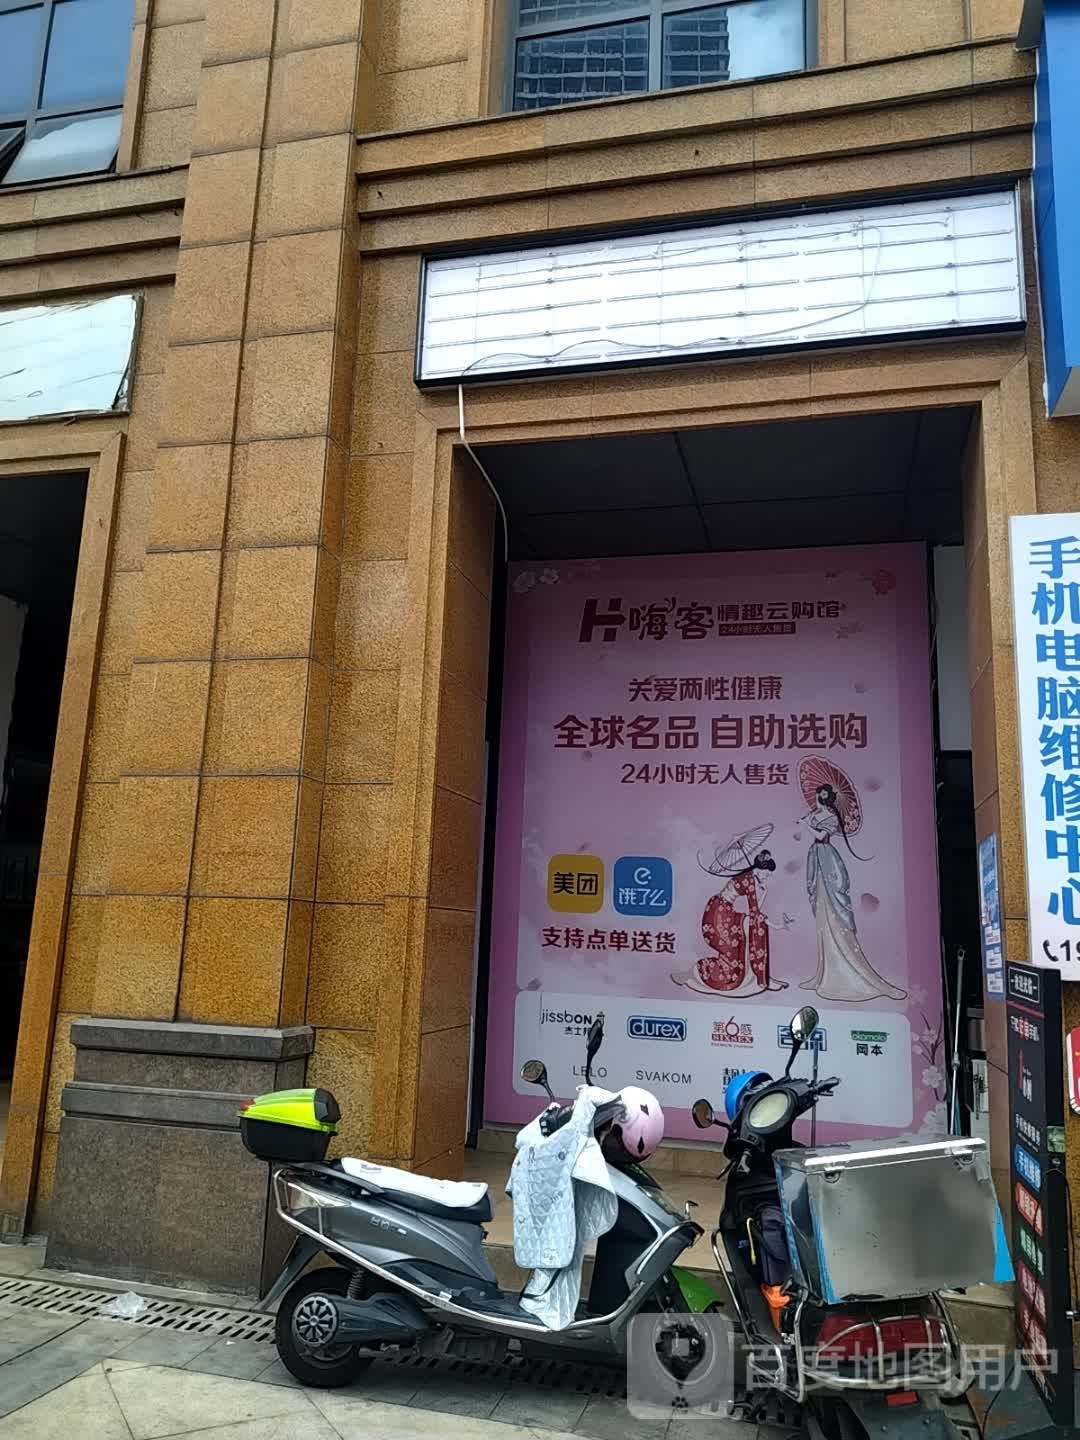 H嗨客 情趣云购馆
24小时无人售货
关爱两性健康
全球名品 自助选购
24小时无人售货
美团
饿了么
支持点单送货
jissbon
杰士邦
durex
第6感
SIXSEX
名流
okamoto
冈本
LELO
SVAKOM
手机电脑维修中心
19
百度地图用户